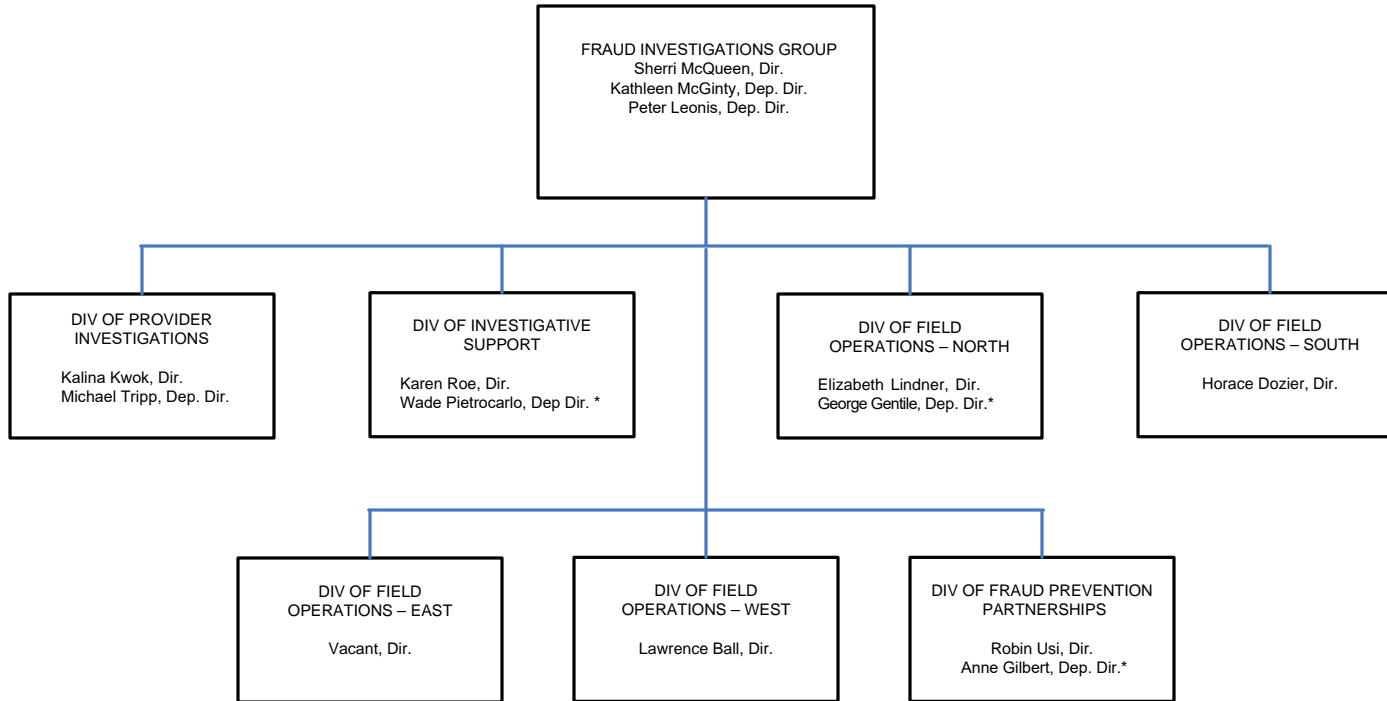 FRAUD INVESTIGATIONS GROUP
Sherri McQueen, Dir.
Kathleen McGinty, Dep. Dir.
Peter Leonis, Dep. Dir.
DIV OF PROVIDER
INVESTIGATIONS
Kalina Kwok, Dir.
Michael Tripp, Dep. Dir.
DIV OF INVESTIGATIVE
SUPPORT
Karen Roe, Dir.
Wade Pietrocarlo, Dep Dir. *
DIV OF FIELD
OPERATIONS – NORTH
Elizabeth Lindner, Dir.
George Gentile, Dep. Dir.*
DIV OF FIELD
OPERATIONS – SOUTH
Horace Dozier, Dir.
DIV OF FIELD
OPERATIONS – EAST
Vacant, Dir.
DIV OF FIELD
OPERATIONS – WEST
Lawrence Ball, Dir.
DIV OF FRAUD PREVENTION
PARTNERSHIPS
Robin Usi, Dir.
Anne Gilbert, Dep. Dir.*